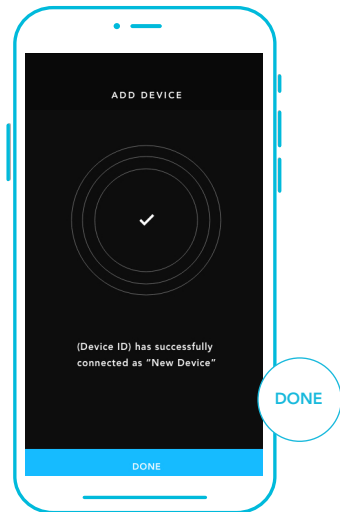 ADD DEVICE
(Device ID) has successfully
connected as “New Device”
DONE
DONE